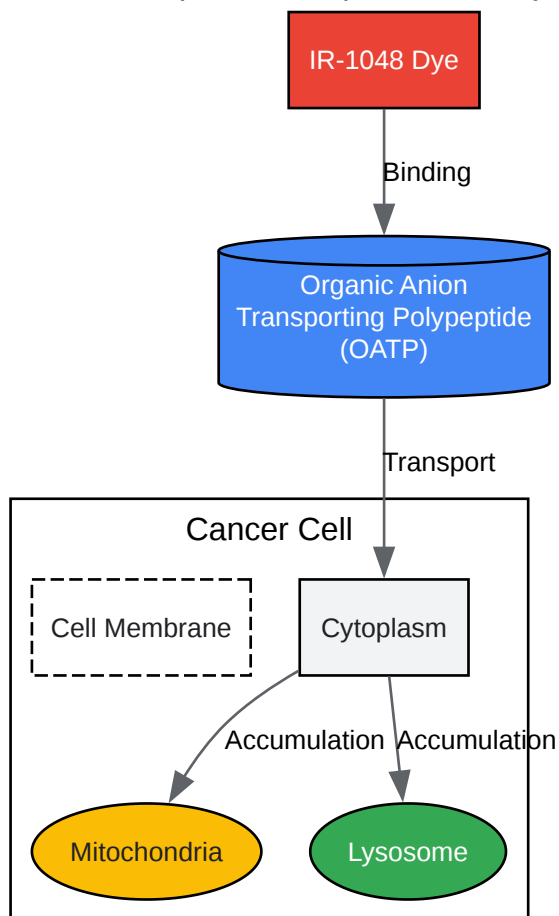 IR-1048 Dye
Binding
Organic Anion
Transporting Polypeptide
(OATP)
Transport
Cancer Cell
Cell Membrane
Cytoplasm
Accumulation
Accumulation
Mitochondria
Lysosome